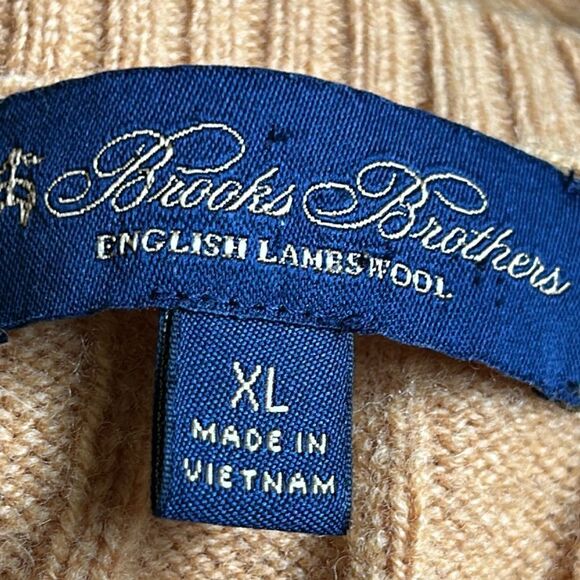 Brooks Brothers
ENGLISH LAMBSWOOL
XL
MADE IN
VIETNAM